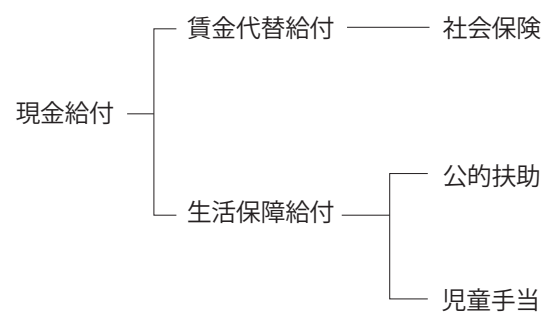 現金給付
賃金代替給付
社会保険
生活保障給付
公的扶助
児童手当